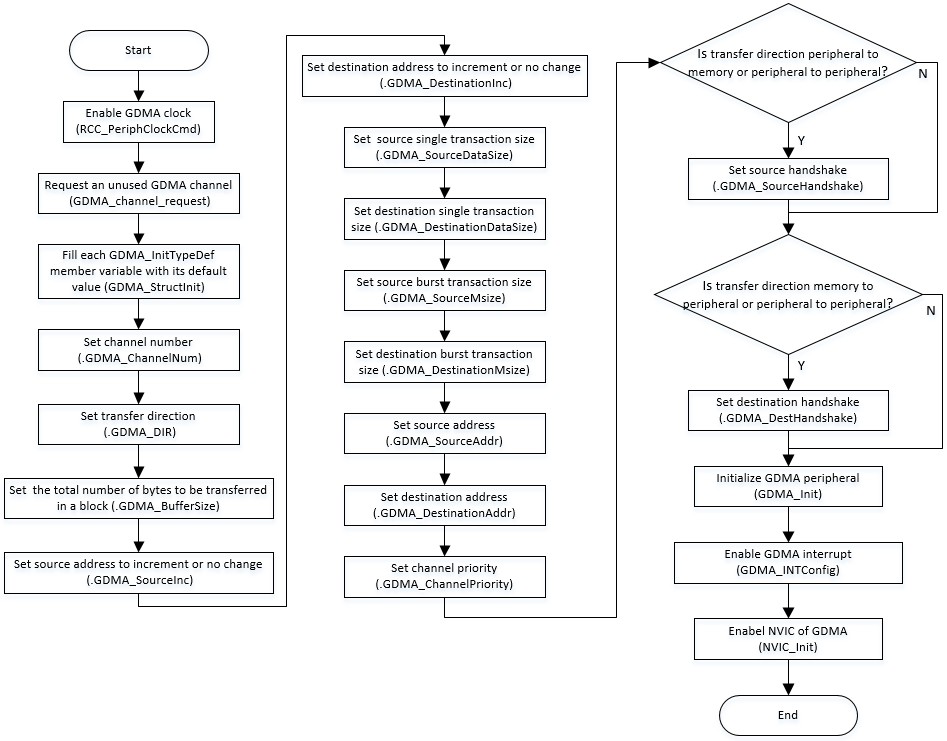 Start
Enable GDMA clock
(RCC_PeriphClockCmd)
Request an unused GDMA channel
(GDMA_channel_request)
Fill each GDMA_InitTypeDef
member variable with its default
value (GDMA_StructInit)
Set channel number
(.GDMA_ChannelNum)
Set transfer direction
(.GDMA_DIR)
Set the total number of bytes to be transferred
in a block (.GDMA_BufferSize)
Set source address to increment or no change
(.GDMA_SourceInc)
Set destination address to increment or no change
(.GDMA_DestinationInc)
Set source single transaction size
(.GDMA_SourceDataSize)
Set destination single transaction
size (.GDMA_DestinationDataSize)
Set source burst transaction size
(.GDMA_SourceMsize)
Set destination burst transaction
size (.GDMA_DestinationMsize)
Set source address
(.GDMA_SourceAddr)
Set destination address
(.GDMA_DestinationAddr)
Set channel priority
(.GDMA_ChannelPriority)
Is transfer direction peripheral to
memory or peripheral to peripheral?
N
Y
Set source handshake
(.GDMA_SourceHandshake)
Is transfer direction memory to
peripheral or peripheral to peripheral?
N
Y
Set destination handshake
(.GDMA_DestHandshake)
Initialize GDMA peripheral
(GDMA_Init)
Enable GDMA interrupt
(GDMA_INTConfig)
Enabel NVIC of GDMA
(NVIC_Init)
End